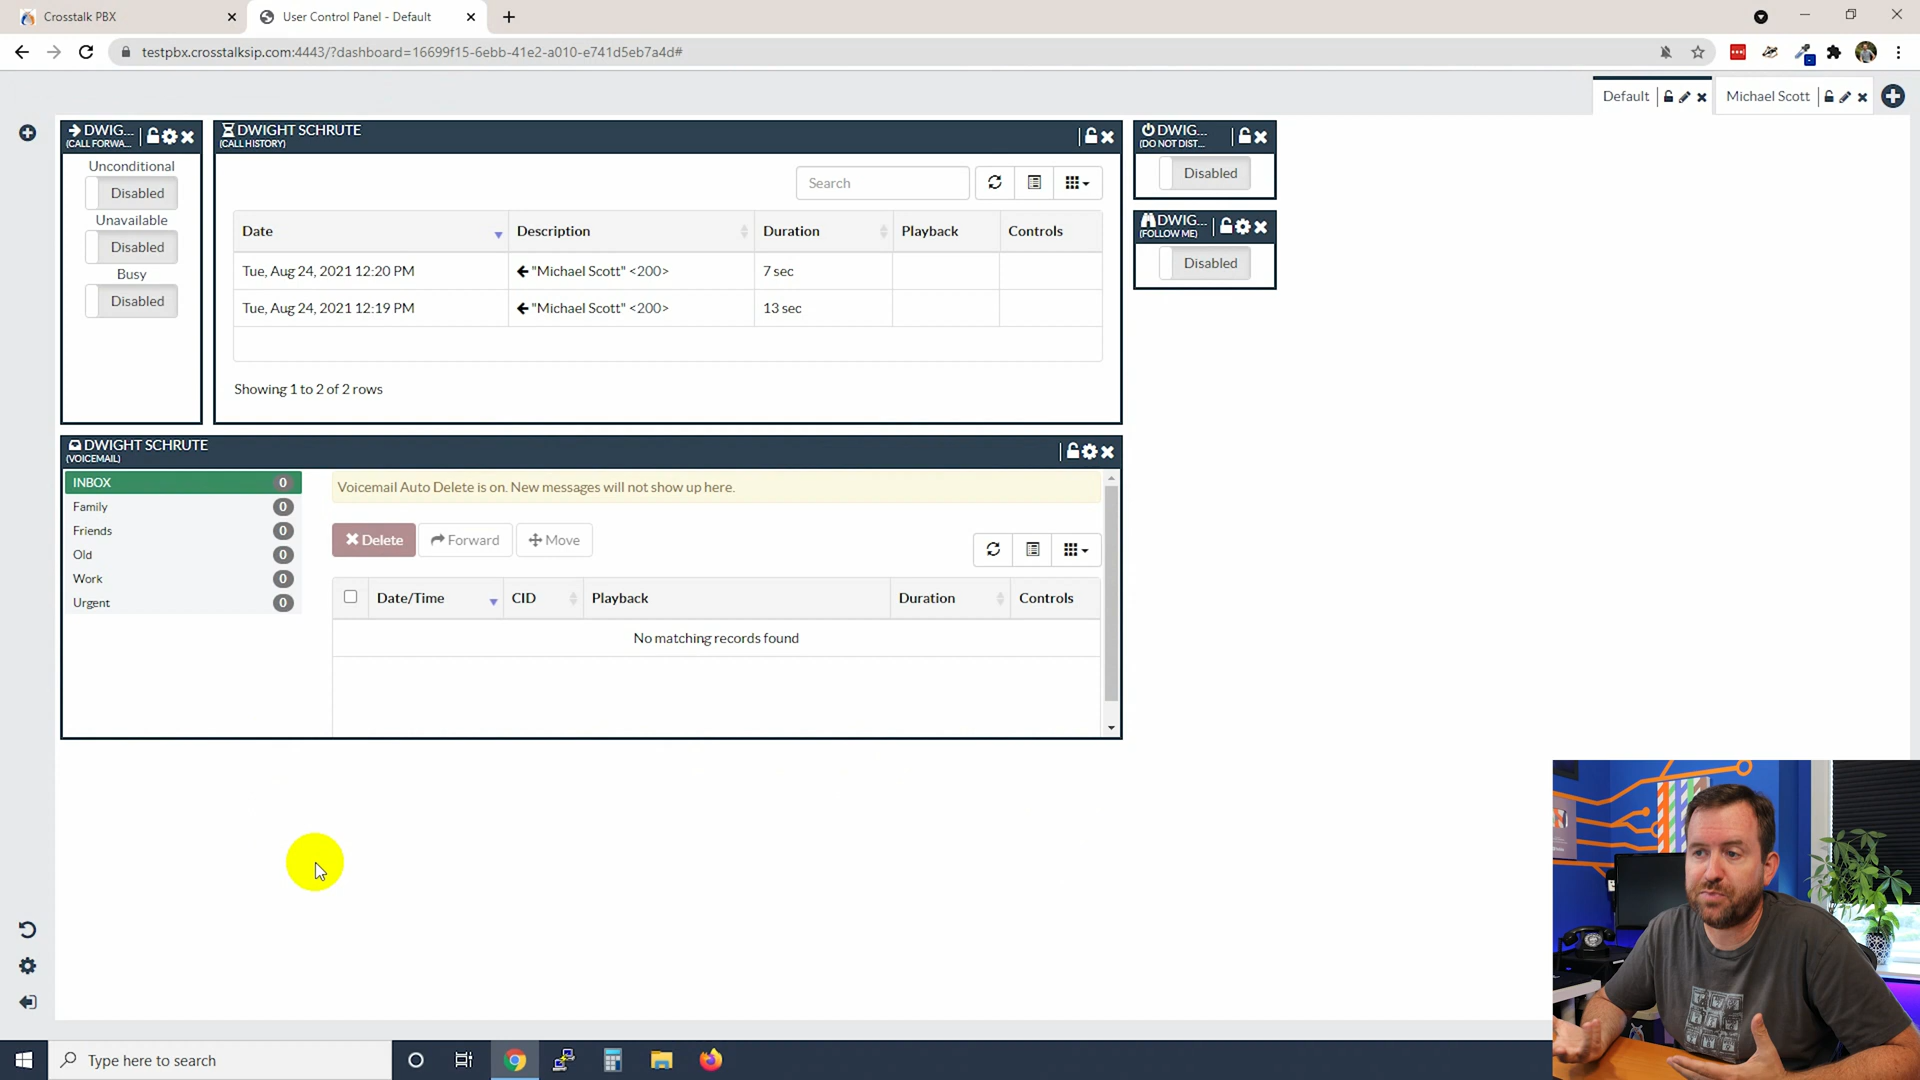 Crosstalk PBX
User Control Panel - Default
testpbx.crosstalksip.com:4443/?dashboard=16699f15-6ebb-41e2-a010-e741d5eb7a4d#
Default
Michael Scott
DWIG...
(CALL FORWA...
Unconditional
Disabled
Unavailable
Disabled
Busy
Disabled
DWIGHT SCHRUTE
(CALL HISTORY)
Search
Date Description Duration Playback Controls
Tue, Aug 24, 2021 12:20 PM "Michael Scott" <200> 7 sec
Tue, Aug 24, 2021 12:19 PM "Michael Scott" <200> 13 sec
Showing 1 to 2 of 2 rows
DWIG...
(DO NOT DIST...
Disabled
DWIG...
(FOLLOW ME)
Disabled
DWIGHT SCHRUTE
(VOICEMAIL)
INBOX 0
Family 0
Friends 0
Old 0
Work 0
Urgent 0
Voicemail Auto Delete is on. New messages will not show up here.
Delete Forward Move
Date/Time CID Playback Duration Controls
No matching records found
Type here to search